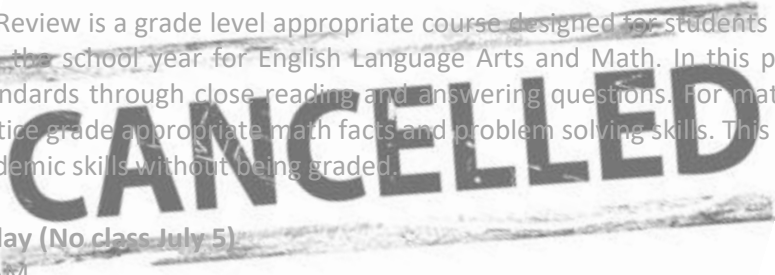 Review is a grade level appropriate course designed for students
the school year for English Language Arts and Math. In this p
ndards through close reading and answering questions. For mat
tice grade appropriate math facts and problem solving skills. This
demic skills without being graded.
CANCELLED
lay (No class July 5)